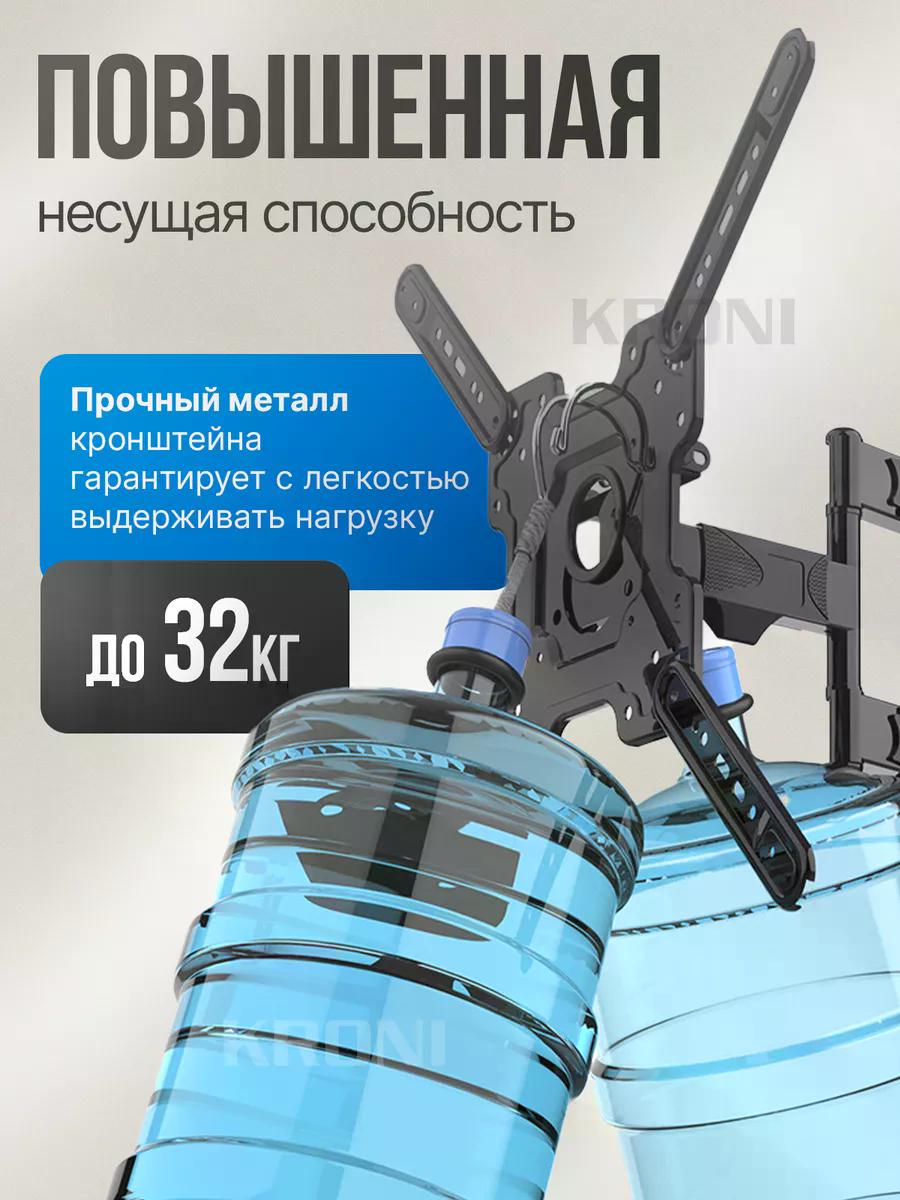 ПОВЫШЕННАЯ
несущая способность
KRONI
Прочный металл
кронштейна
гарантирует с легкостью
выдерживать нагрузку
до 32кг
KRONI